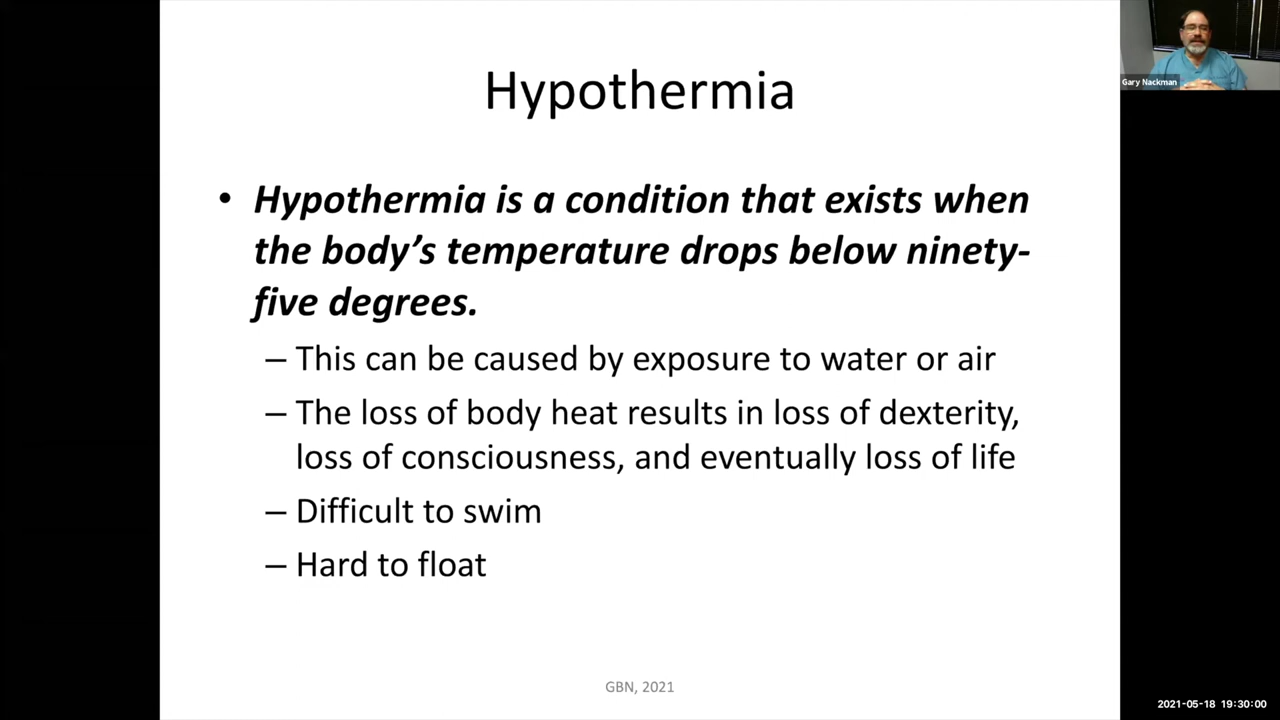 Hypothermia
• Hypothermia is a condition that exists when
the body’s temperature drops below ninety-
five degrees.
– This can be caused by exposure to water or air
– The loss of body heat results in loss of dexterity,
loss of consciousness, and eventually loss of life
– Difficult to swim
– Hard to float
GBN, 2021
Gary Nackman
2021-05-18 19:30:00